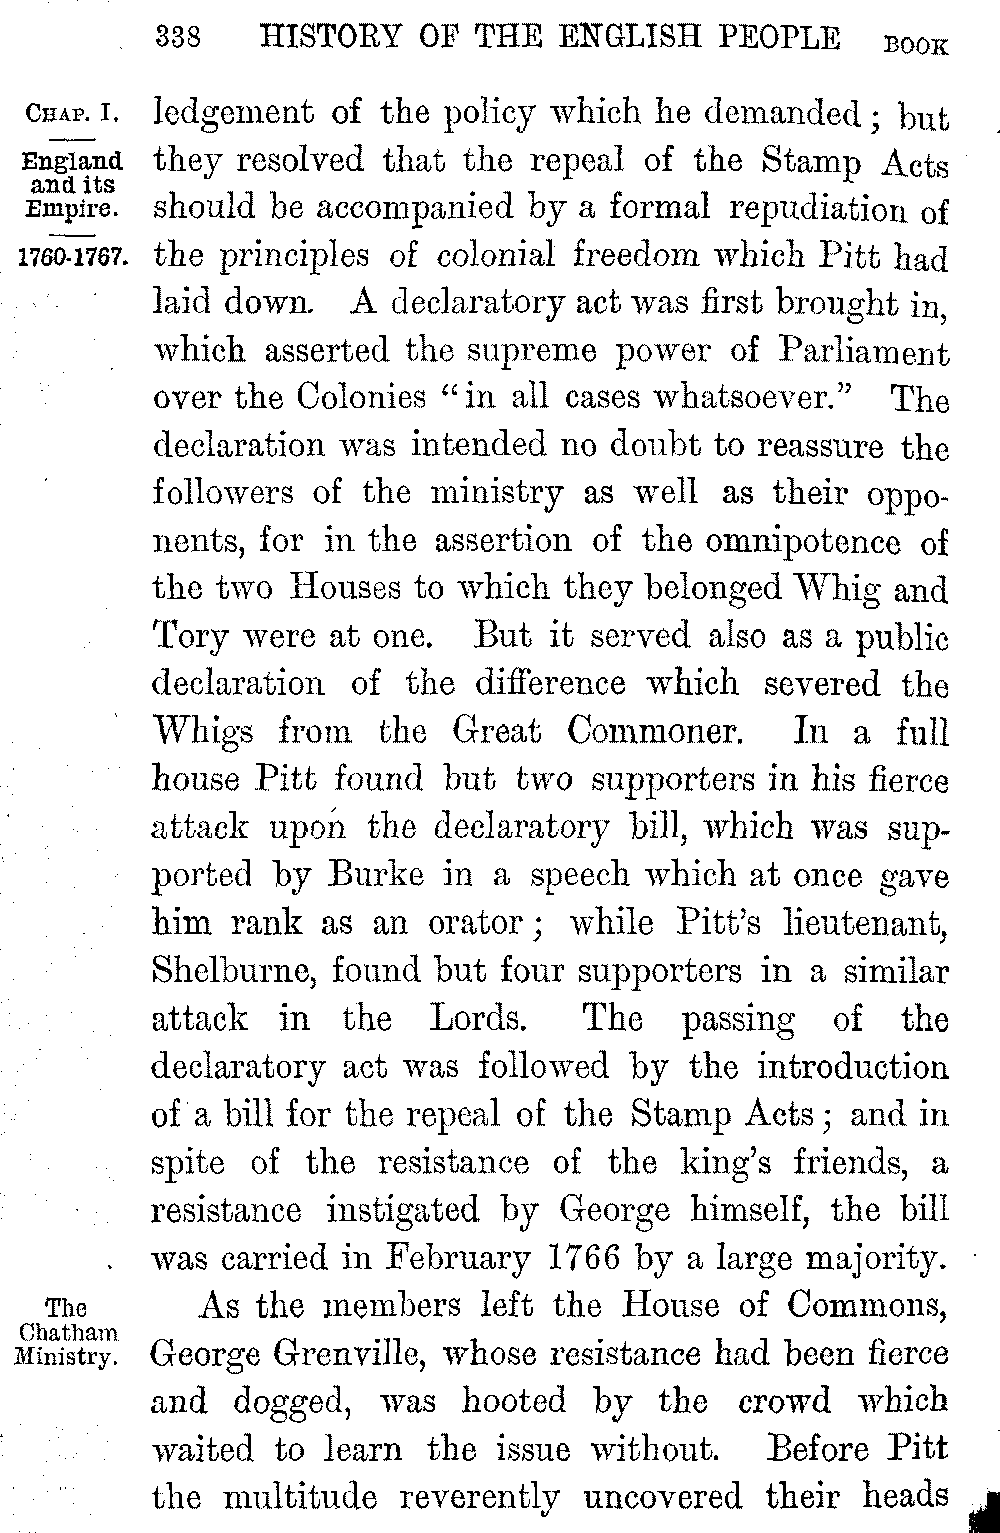 338 HISTORY OF THE ENGLISH PEOPLE BOOK
CHAP. I.
England
and its
Empire.
1760-1767.
ledgement of the policy which he demanded; but
they resolved that the repeal of the Stamp Acts
should be accompanied by a formal repudiation of
the principles of colonial freedom which Pitt had
laid down. A declaratory act was first brought in,
which asserted the supreme power of Parliament
over the Colonies "in all cases whatsoever." The
declaration was intended no doubt to reassure the
followers of the ministry as well as their oppo-
nents, for in the assertion of the omnipotence of
the two Houses to which they belonged Whig and
Tory were at one. But it served also as a public
declaration of the difference which severed the
Whigs from the Great Commoner. In a full
house Pitt found but two supporters in his fierce
attack upon the declaratory bill, which was sup-
ported by Burke in a speech which at once gave
him rank as an orator; while Pitt's lieutenant,
Shelburne, found but four supporters in a similar
attack in the Lords. The passing of the
declaratory act was followed by the introduction
of a bill for the repeal of the Stamp Acts; and in
spite of the resistance of the king's friends, a
resistance instigated by George himself, the bill
was carried in February 1766 by a large majority.
The
Chatham
Ministry.
As the members left the House of Commons,
George Grenville, whose resistance had been fierce
and dogged, was hooted by the crowd which
waited to learn the issue without. Before Pitt
the multitude reverently uncovered their heads